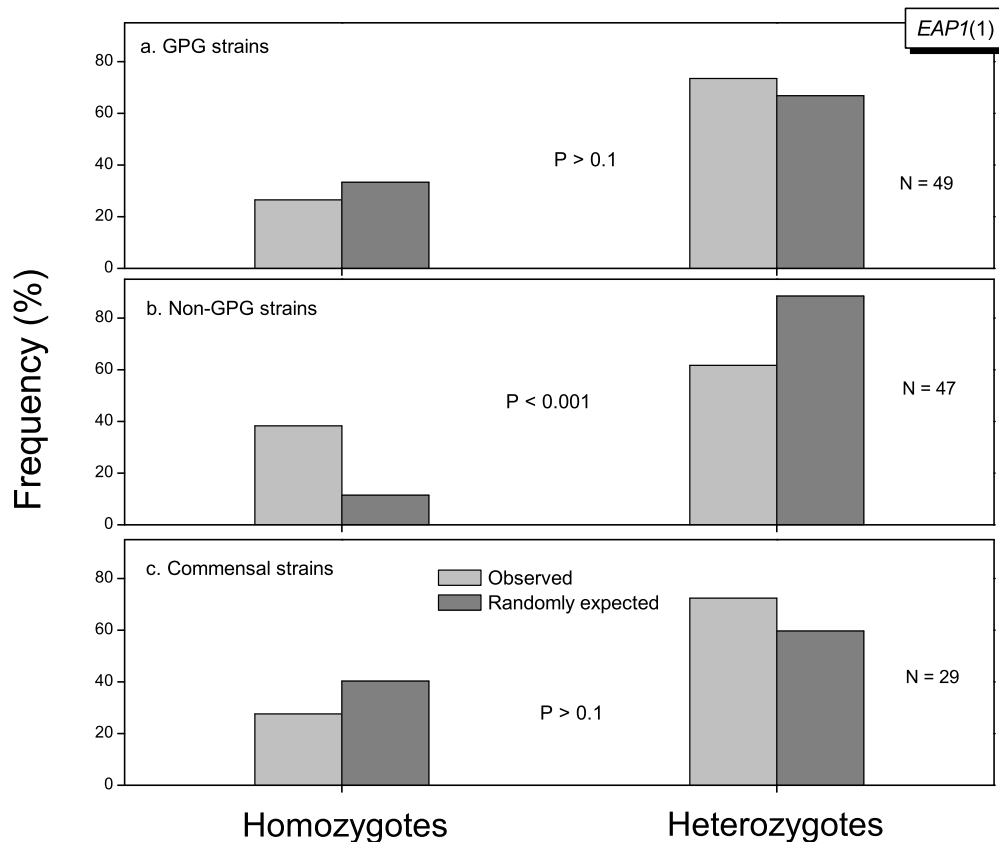 EAP1(1)
a. GPG strains
80
60
40
20
0
P > 0.1
N = 49
b. Non-GPG strains
80
60
40
20
0
P < 0.001
N = 47
c. Commensal strains
80
60
40
20
0
Observed
Randomly expected
P > 0.1
N = 29
Frequency (%)
Homozygotes
Heterozygotes